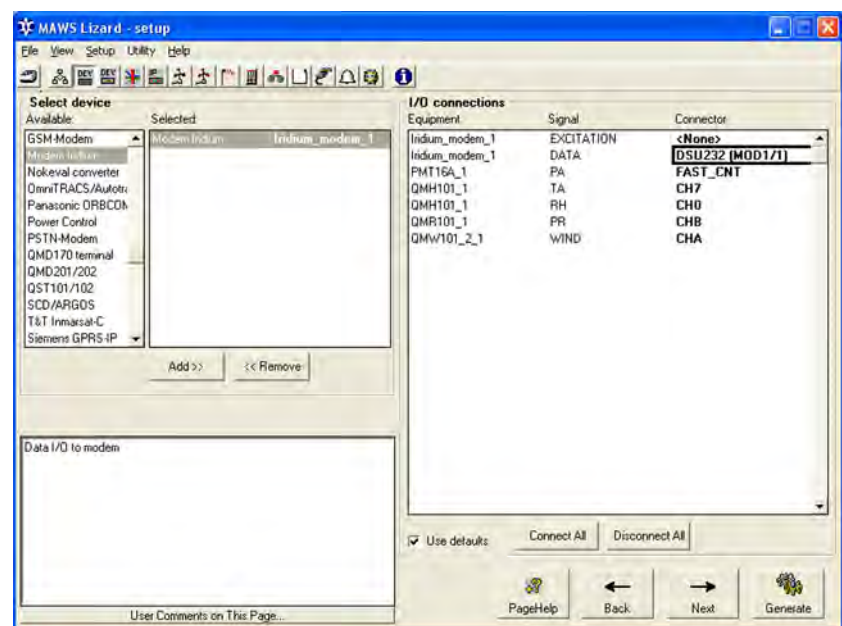 MAWS Lizard - setup
File View Setup Utility Help
DEV DEV
Select device
Available: Selected:
GSM-Modem
Modem Iridium
Nokeval converter
OmniTRACS/Autotra
Panasonic ORBCOM
Power Control
PSTN-Modem
QMD170 terminal
QMD201/202
QST101/102
SCD/ARGOS
T&T Inmarsat-C
Siemens GPRS-IP
Modem Iridium Iridium_modem_1
Add >> << Remove
Data I/O to modem
User Comments on This Page...
I/O connections
Equipment Signal Connector
Iridium_modem_1 EXCITATION <None>
Iridium_modem_1 DATA DSU232 (MOD1/1)
PMT16A_1 PA FAST_CNT
QMH101_1 TA CH7
QMH101_1 RH CH0
QMR101_1 PR CHB
QMW101_2_1 WIND CHA
Use defaults Connect All Disconnect All
PageHelp Back Next Generate